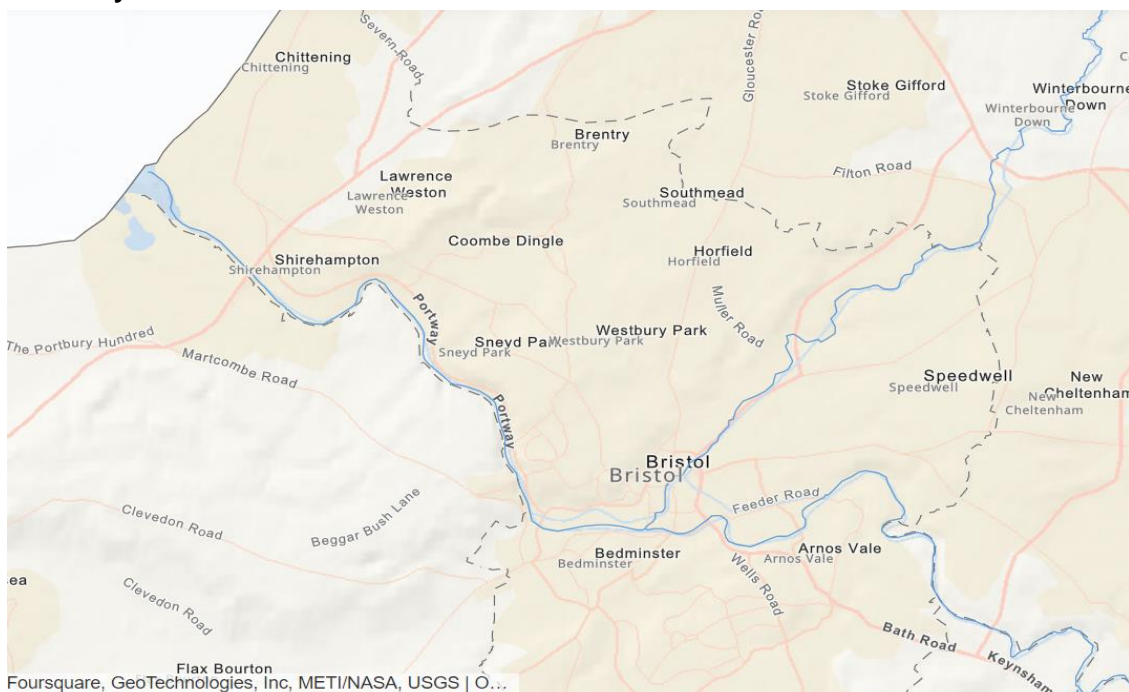 Severn Road
Gloucester Ro
Chittening
Chittening
Stoke Gifford
Stoke Gifford
Winterbourne
Down
Winterbourne
Down
Brentry
Brentry
Filton Road
Lawrence
Weston
Lawrence
Weston
Southmead
Southmead
Coombe Dingle
Horfield
Horfield
Shirehampton
Shirehampton
Muller Road
Portway
The Portbury Hundred
Westbury Park
Westbury Park
Sneyd Par
Sneyd Park
Martcombe Road
Speedwell
Speedwell
New
Cheltenham
New
Cheltenham
Portway
Bristol
Bristol
Feeder Road
Clevedon Road
Beggar Bush Lane
Bedminster
Bedminster
Arnos Vale
Arnos Vale
Wells Road
sea
Clevedon Road
Bath Road
Keynsham
Flax Bourton
Foursquare, GeoTechnologies, Inc, METI/NASA, USGS | O…